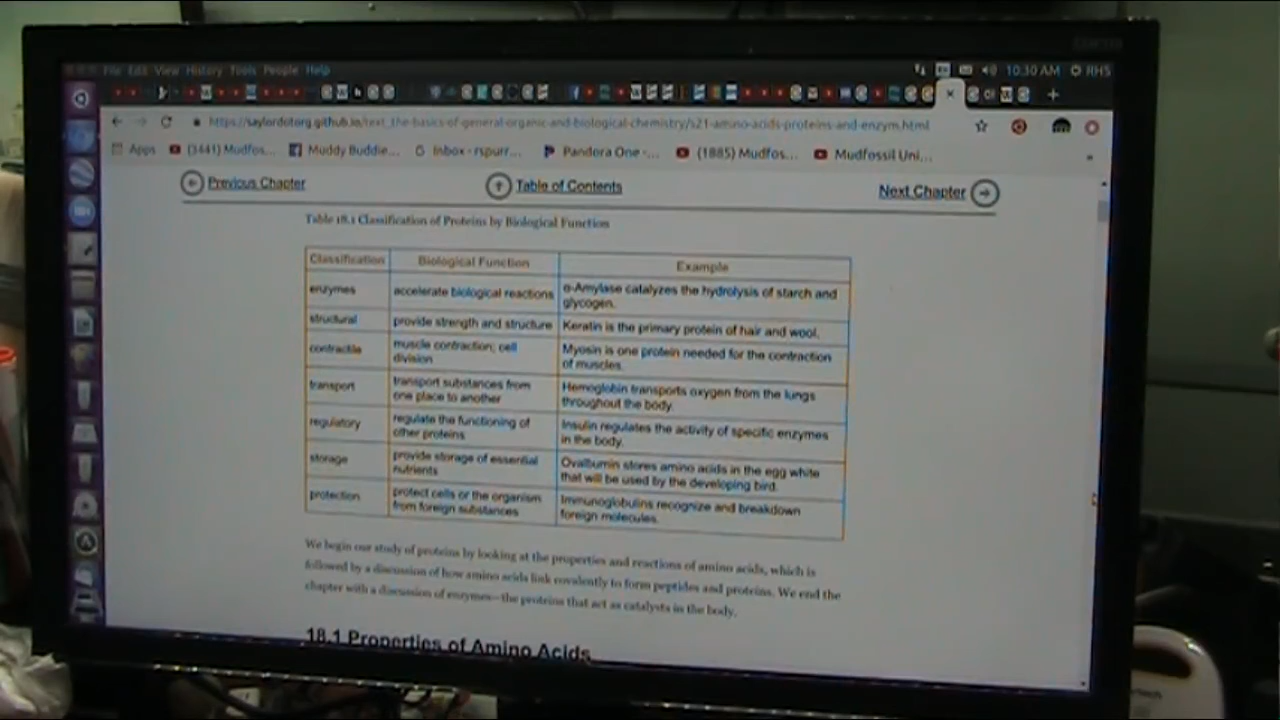 File Edit View History Tools People Help
10:30 AM RHS
https://saylordotorg.github.io/text_the-basics-of-general-organic-and-biological-chemistry/s21-amino-acids-proteins-and-enzym.html
Apps (3441) Mudfos... Muddy Buddie... Inbox - rspurr... Pandora One -... (1885) Mudfos... Mudfossil Uni...
Previous Chapter Table of Contents Next Chapter
Table 18.1 Classification of Proteins by Biological Function
Classification Biological Function Example
enzymes accelerate biological reactions α-Amylase catalyzes the hydrolysis of starch and
glycogen.
structural provide strength and structure Keratin is the primary protein of hair and wool.
contractile muscle contraction; cell
division Myosin is one protein needed for the contraction
of muscles.
transport transport substances from
one place to another Hemoglobin transports oxygen from the lungs
throughout the body.
regulatory regulate the functioning of
other proteins Insulin regulates the activity of specific enzymes
in the body.
storage provide storage of essential
nutrients Ovalbumin stores amino acids in the egg white
that will be used by the developing bird.
protection protect cells or the organism
from foreign substances Immunoglobulins recognize and breakdown
foreign molecules.
We begin our study of proteins by looking at the properties and reactions of amino acids, which is
followed by a discussion of how amino acids link covalently to form peptides and proteins. We end the
chapter with a discussion of enzymes—the proteins that act as catalysts in the body.
18.1 Properties of Amino Acids